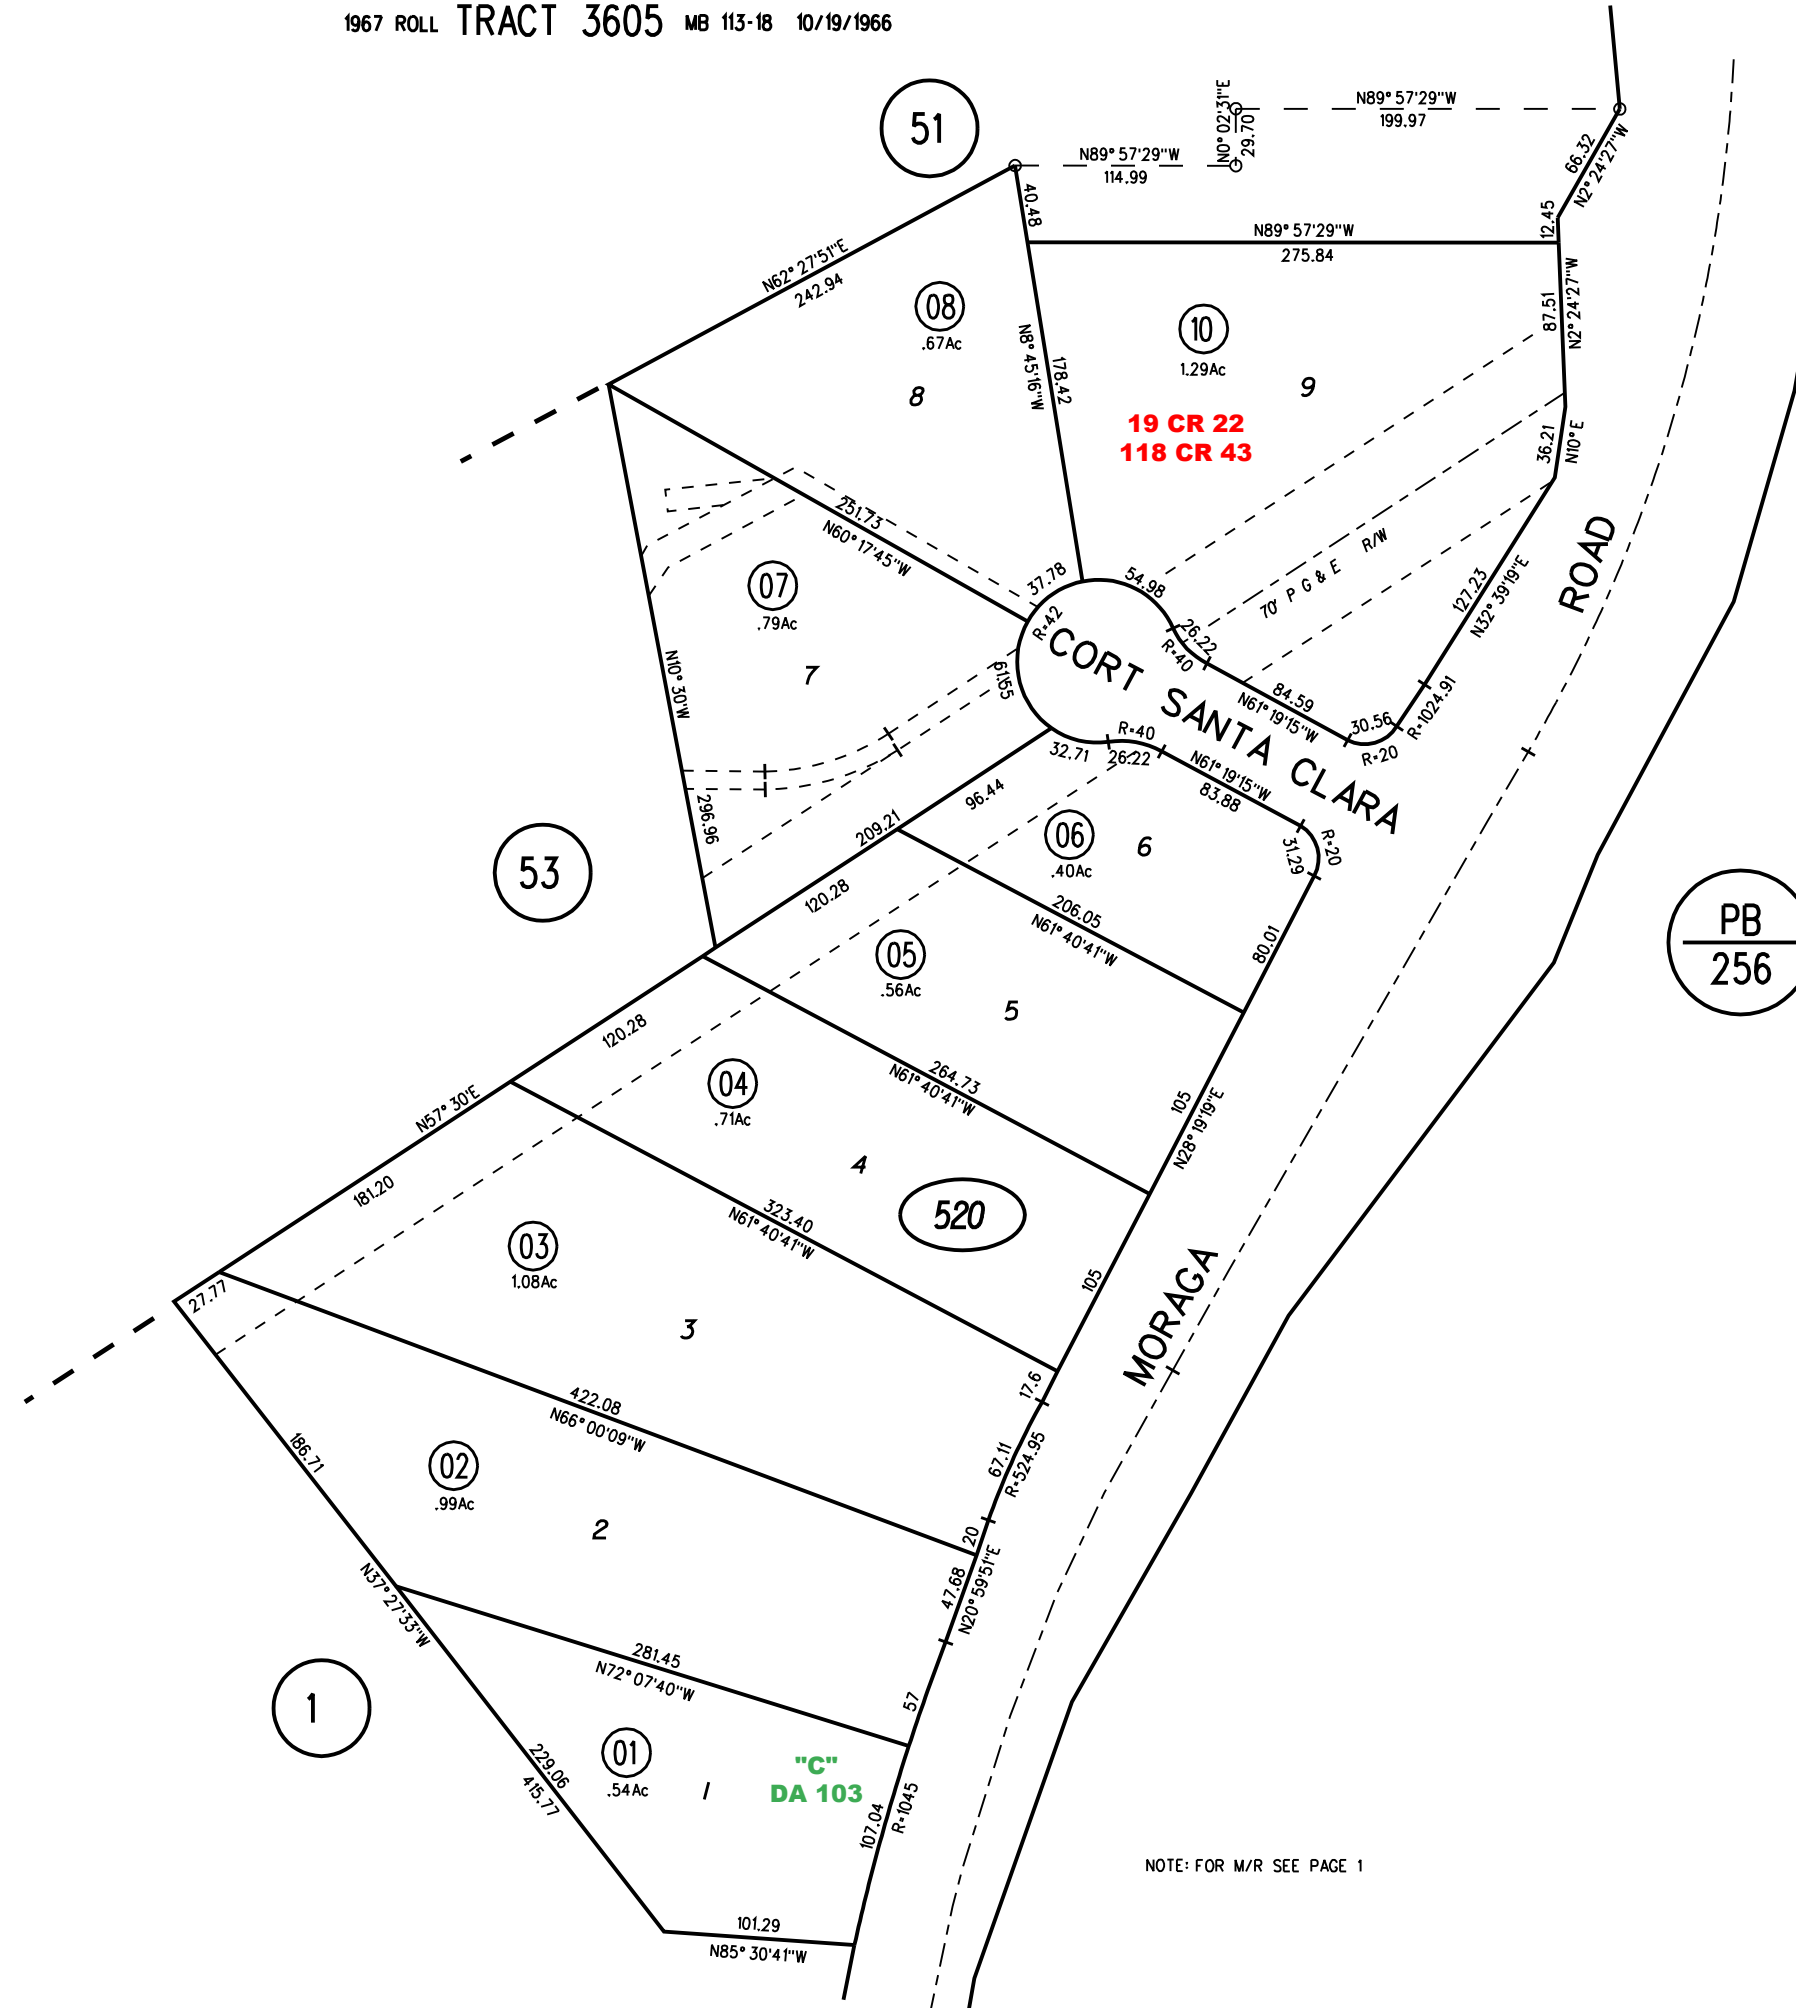 1967 ROLL TRACT 3605 MB 113-18 10/19/1966
51
N89° 57'29"W
199.97
N0° 02'31"E
29.70
N89° 57'29"W
114.99
66.32
N2° 24'27"W
40.48
12.45
N89° 57'29"W
275.84
N62° 27'51"E
242.94
08
.67Ac
8
10
1.29Ac
9
87.51
N2° 24'27"W
N8° 45'16"W
178.42
19 CR 22
118 CR 43
36.21
N10° E
251.73
N60° 17'45"W
70' P G & E R/W
ROAD
07
.79Ac
7
37.78
R=42
54.98
26.22
R=40
127.23
N32° 39'19"E
N10° 30'W
61.55
CORT SANTA CLARA
84.59
N61° 19'15"W
30.56
R=20
R=1024.91
32.71
R=40
26.22
N61° 19'15"W
83.88
296.96
96.44
209.21
06
.40Ac
6
31.29
R=20
53
120.28
206.05
N61° 40'41"W
80.01
PB
256
05
.56Ac
5
120.28
264.73
N61° 40'41"W
105
N28° 19'19"E
N57° 30'E
04
.71Ac
4
520
181.20
323.40
N61° 40'41"W
105
MORAGA
03
1.08Ac
3
27.77
17.6
422.08
N66° 00'09"W
67.11
R=524.95
186.71
02
.99Ac
2
20
47.68
N20° 59'51"E
N37° 27'33"W
281.45
N72° 07'40"W
57
1
229.06
415.77
01
.54Ac
1
"C"
DA 103
107.04
R=1045
NOTE: FOR M/R SEE PAGE 1
101.29
N85° 30'41"W